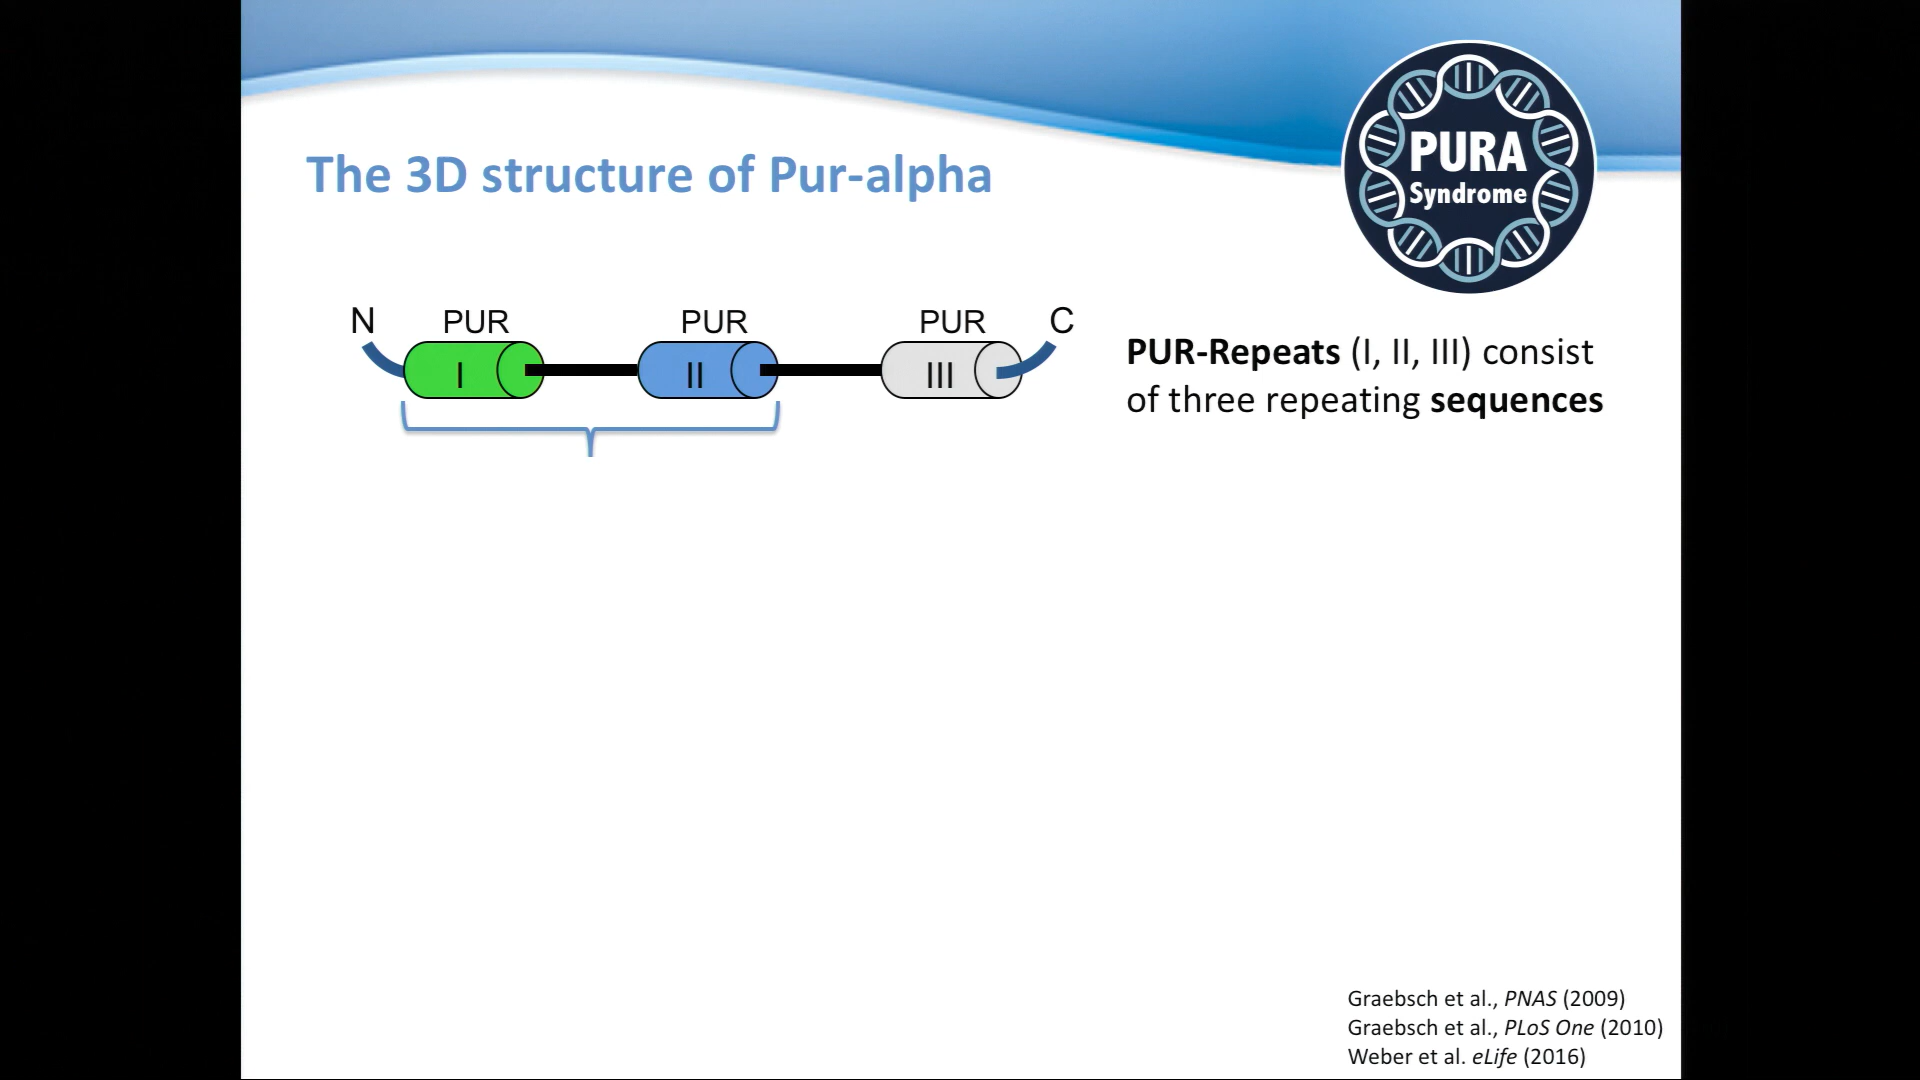 PURA
Syndrome
The 3D structure of Pur-alpha
N PUR PUR PUR C
I II III
PUR-Repeats (I, II, III) consist
of three repeating sequences
Graebsch et al., PNAS (2009)
Graebsch et al., PLoS One (2010)
Weber et al. eLife (2016)